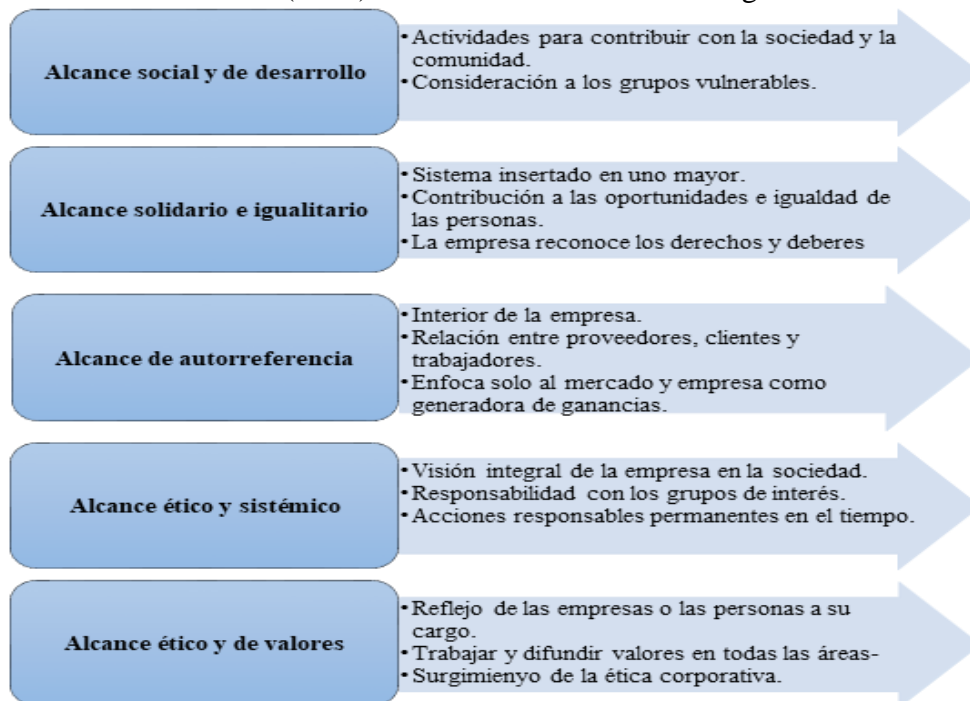 Alcance social y de desarrollo
•Actividades para contribuir con la sociedad y la
comunidad.
•Consideración a los grupos vulnerables.
Alcance solidario e igualitario
•Sistema insertado en uno mayor.
•Contribución a las oportunidades e igualdad de
las personas.
•La empresa reconoce los derechos y deberes
Alcance de autorreferencia
•Interior de la empresa.
•Relación entre proveedores, clientes y
trabajadores.
•Enfoca solo al mercado y empresa como
generadora de ganancias.
Alcance ético y sistémico
•Visión integral de la empresa en la sociedad.
•Responsabilidad con los grupos de interés.
•Acciones responsables permanentes en el tiempo.
Alcance ético y de valores
•Reflejo de las empresas o las personas a su
cargo.
•Trabajar y difundir valores en todas las áreas-
•Surgimienyo de la ética corporativa.